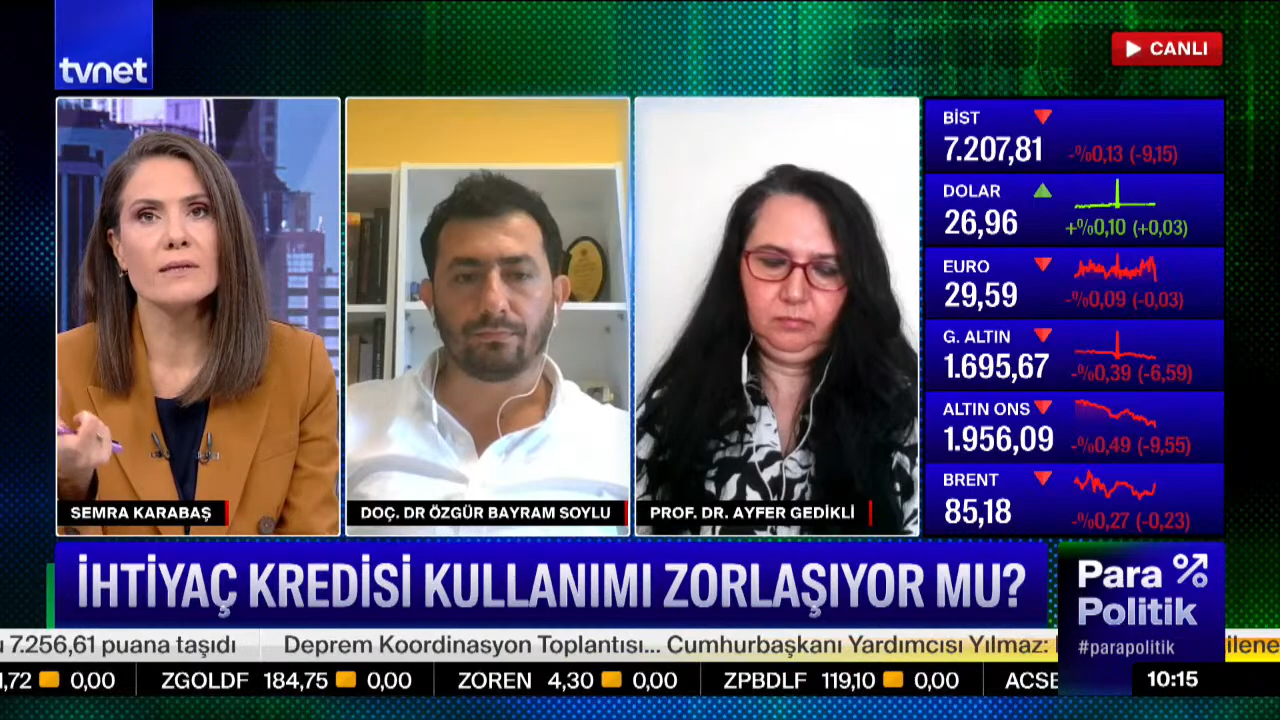 tvnet
CANLI
BİST
7.207,81 -%0,13 (-9,15)
DOLAR
26,96 +%0,10 (+0,03)
EURO
29,59 -%0,09 (-0,03)
G. ALTIN
1.695,67 -%0,39 (-6,59)
ALTIN ONS
1.956,09 -%0,49 (-9,55)
BRENT
85,18 -%0,27 (-0,23)
SEMRA KARABAŞ
DOÇ. DR ÖZGÜR BAYRAM SOYLU
PROF. DR. AYFER GEDİKLİ
İHTİYAÇ KREDİSİ KULLANIMI ZORLAŞIYOR MU?
Para %
Politik
#parapolitik
7.256,61 puana taşıdı Deprem Koordinasyon Toplantısı... Cumhurbaşkanı Yardımcısı Yılmaz:
1,72 0,00 ZGOLDF 184,75 0,00 ZOREN 4,30 0,00 ZPBDLF 119,10 0,00 ACSE
10:15